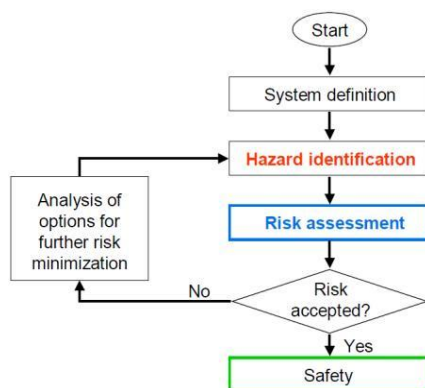 Start
System definition
Hazard identification
Analysis of
options for
further risk
minimization
Risk assessment
No
Risk
accepted?
Yes
Safety